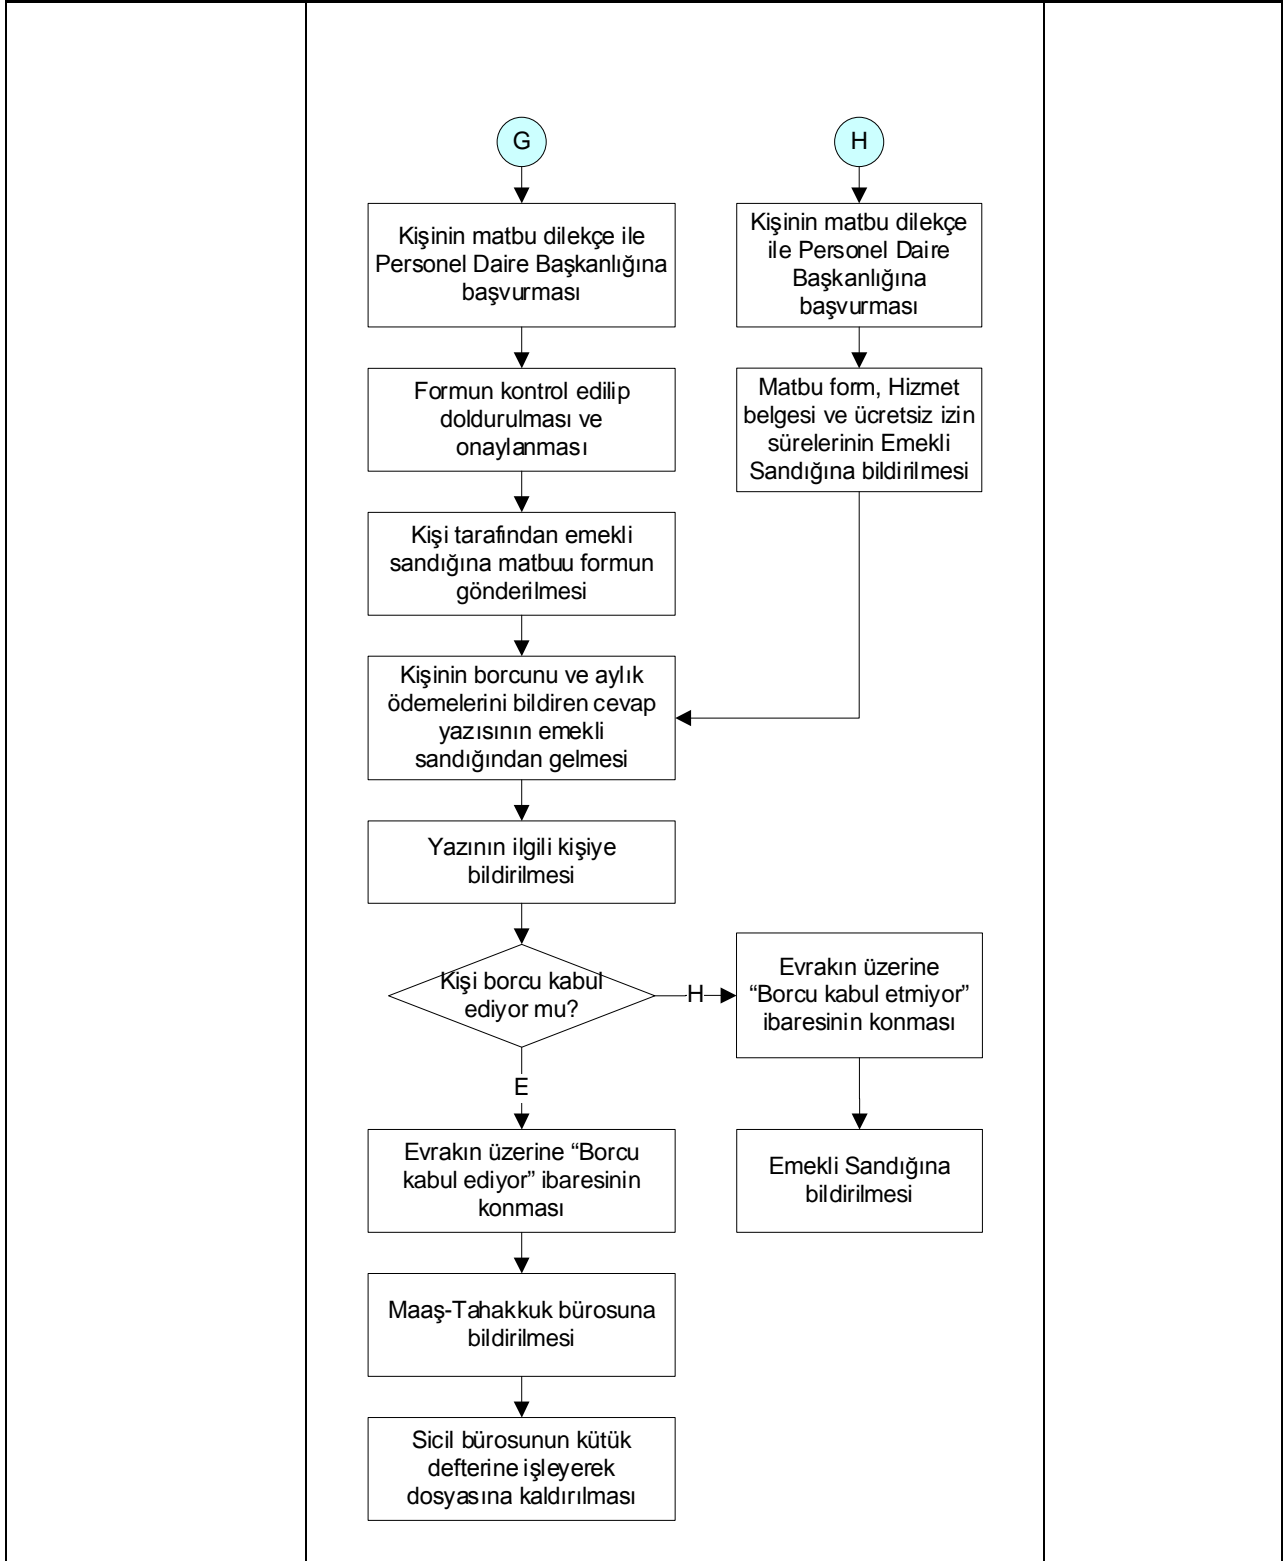 G
Kişinin matbu dilekçe ile
Personel Daire Başkanlığına
başvurması
Formun kontrol edilip
doldurulması ve
onaylanması
Kişi tarafından emekli
sandığına matbuu formun
gönderilmesi
Kişinin borcunu ve aylık
ödemelerini bildiren cevap
yazısının emekli
sandığından gelmesi
Yazının ilgili kişiye
bildirilmesi
Kişi borcu kabul
ediyor mu?
E
Evrakın üzerine “Borcu
kabul ediyor” ibaresinin
konması
Maaş-Tahakkuk bürosuna
bildirilmesi
Sicil bürosunun kütük
defterine işleyerek
dosyasına kaldırılması
H
Kişinin matbu dilekçe
ile Personel Daire
Başkanlığına
başvurması
Matbu form, Hizmet
belgesi ve ücretsiz izin
sürelerinin Emekli
Sandığına bildirilmesi
H
Evrakın üzerine
“Borcu kabul etmiyor”
ibaresinin konması
Emekli Sandığına
bildirilmesi